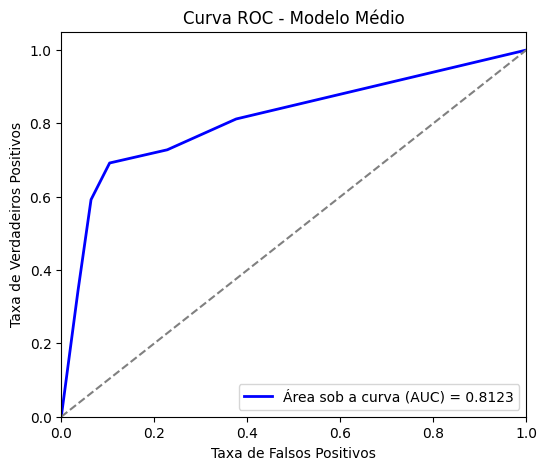 Curva ROC - Modelo Médio
1.0
0.8
0.6
0.4
0.2
0.0
Taxa de Verdadeiros Positivos
Área sob a curva (AUC) = 0.8123
0.0 0.2 0.4 0.6 0.8 1.0
Taxa de Falsos Positivos